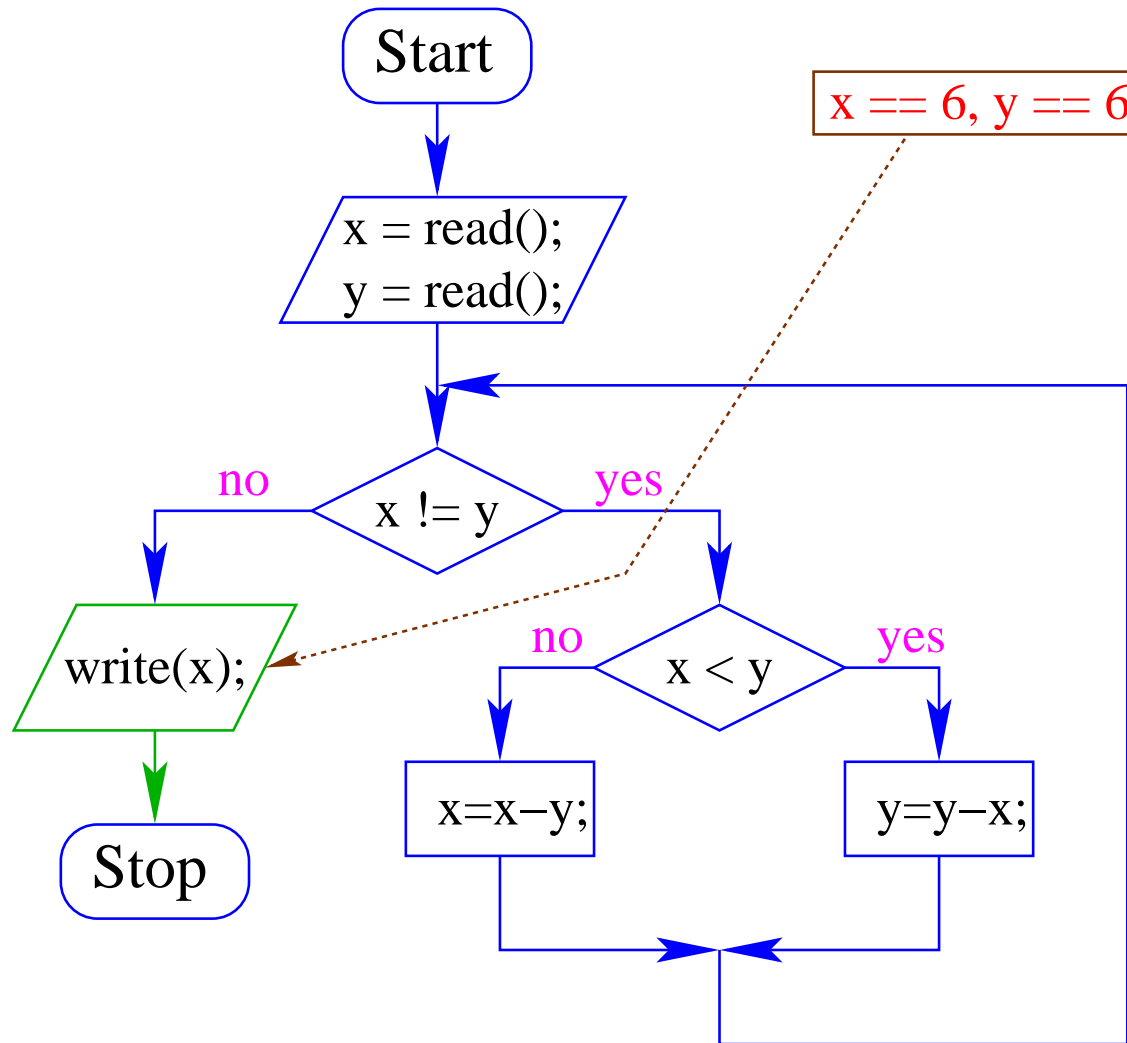 Start
x == 6, y == 6
x = read();
y = read();
no
yes
x != y
no
yes
write(x);
x < y
x=x−y;
y=y−x;
Stop